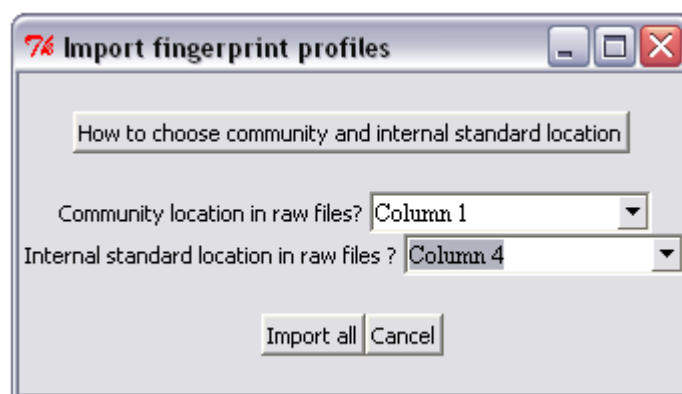 7% Import fingerprint profiles
How to choose community and internal standard location
Community location in raw files? Column 1
Internal standard location in raw files ? Column 4
Import all Cancel